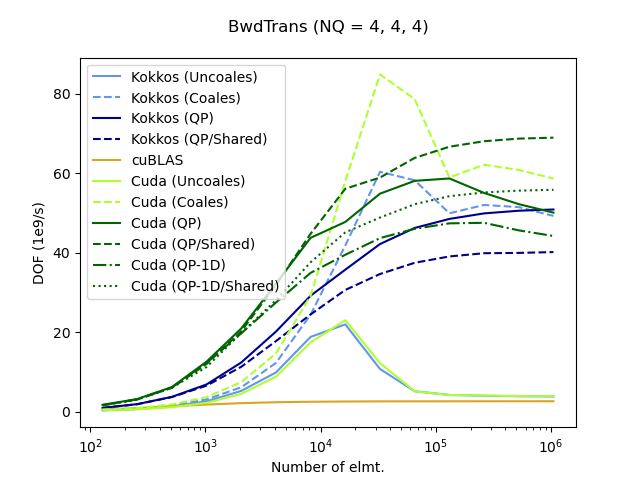 BwdTrans (NQ = 4, 4, 4)
DOF (1e9/s)
80
60
40
20
0
Kokkos (Uncoales)
Kokkos (Coales)
Kokkos (QP)
Kokkos (QP/Shared)
cuBLAS
Cuda (Uncoales)
Cuda (Coales)
Cuda (QP)
Cuda (QP/Shared)
Cuda (QP-1D)
Cuda (QP-1D/Shared)
10² 10³ 10⁴ 10⁵ 10⁶
Number of elmt.